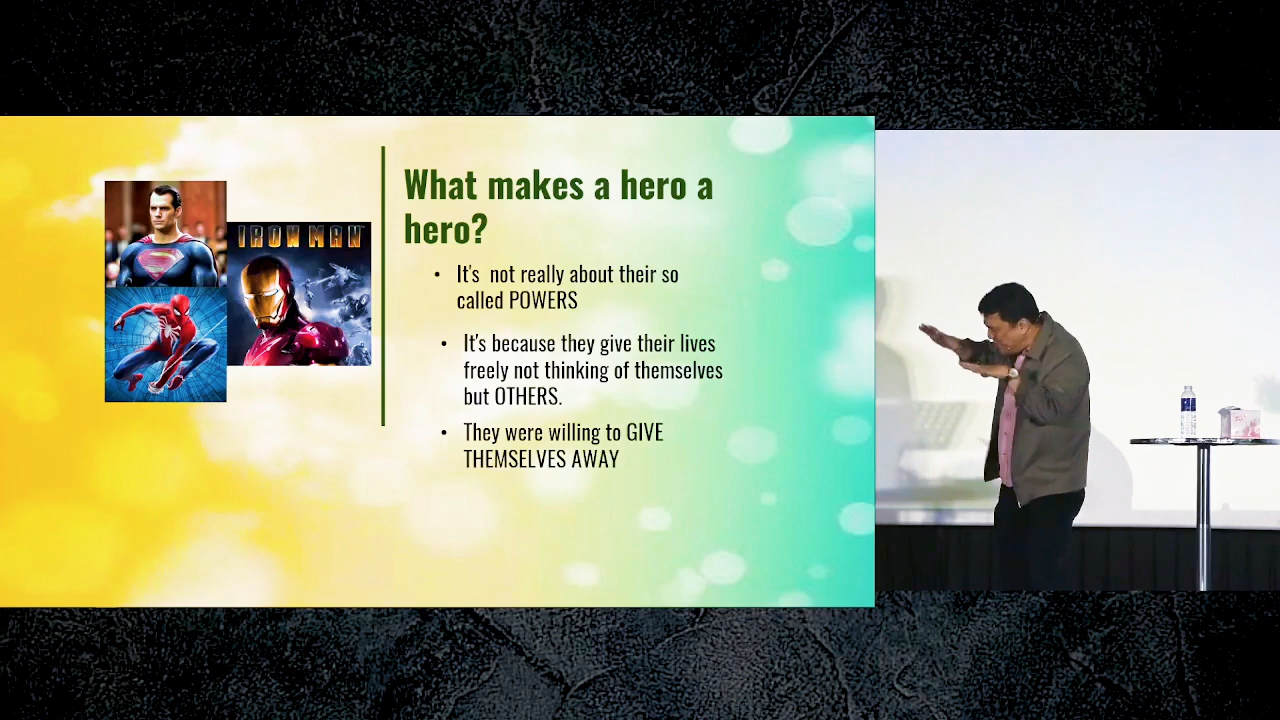 IRON MAN
What makes a hero a
hero?
• It's not really about their so
called POWERS
• It's because they give their lives
freely not thinking of themselves
but OTHERS.
• They were willing to GIVE
THEMSELVES AWAY